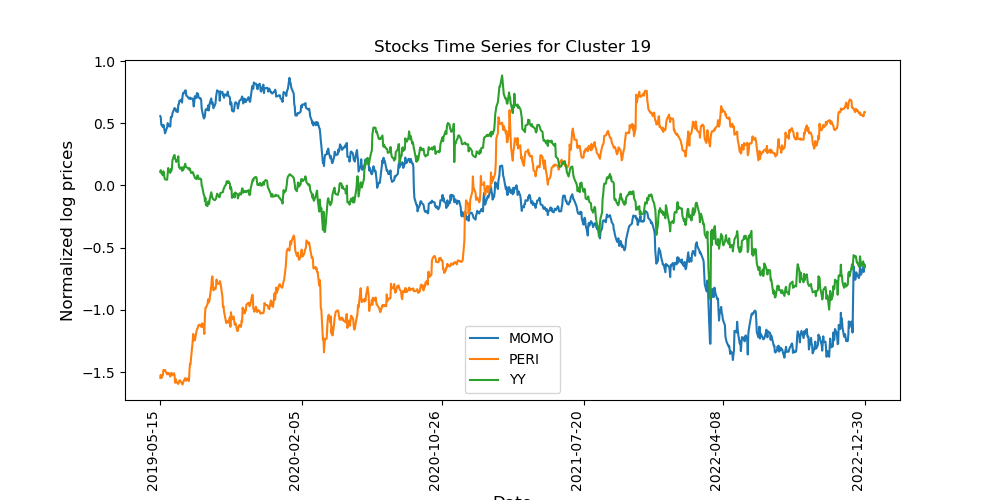 Stocks Time Series for Cluster 19
Normalized log prices
1.0
0.5
0.0
−0.5
−1.0
−1.5
MOMO
PERI
YY
2019-05-15
2020-02-05
2020-10-26
2021-07-20
2022-04-08
2022-12-30
Date